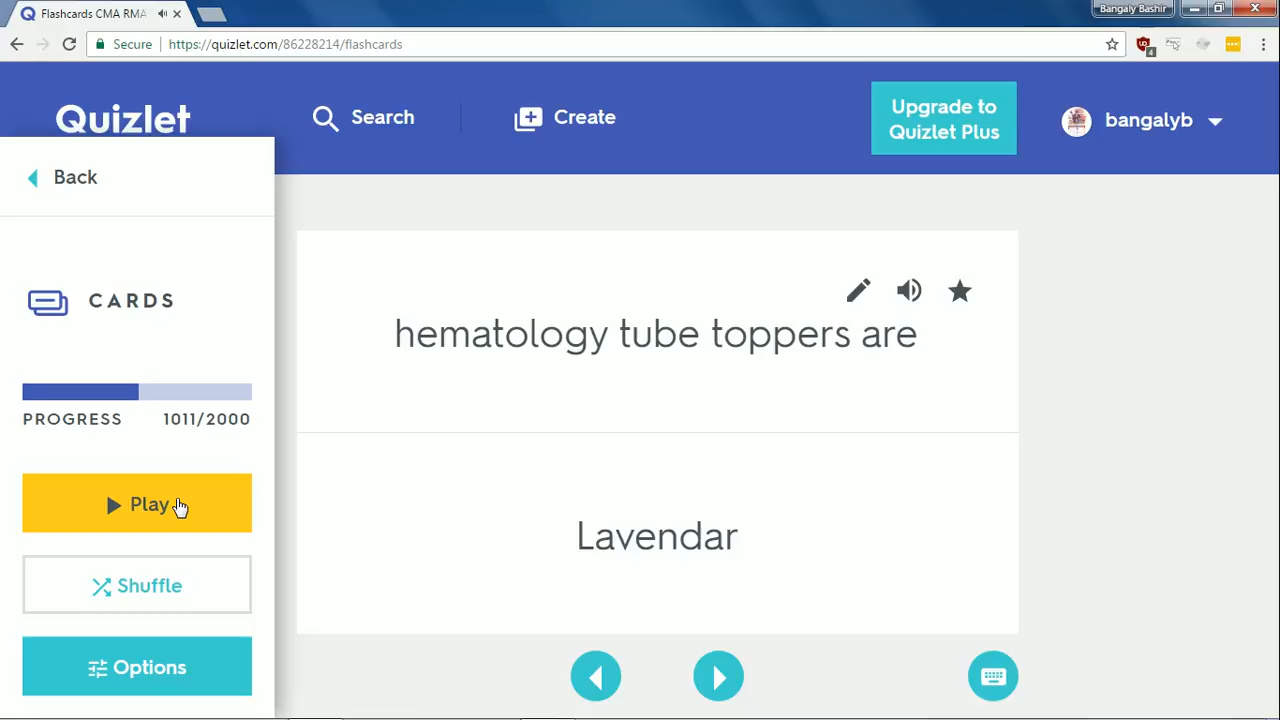 Flashcards CMA RMA
Bangaly Bashir
Secure
https://quizlet.com/86228214/flashcards
4
Quizlet
Search
Create
Upgrade to
Quizlet Plus
bangalyb
Back
CARDS
PROGRESS 1011/2000
Play
Shuffle
Options
hematology tube toppers are
Lavendar